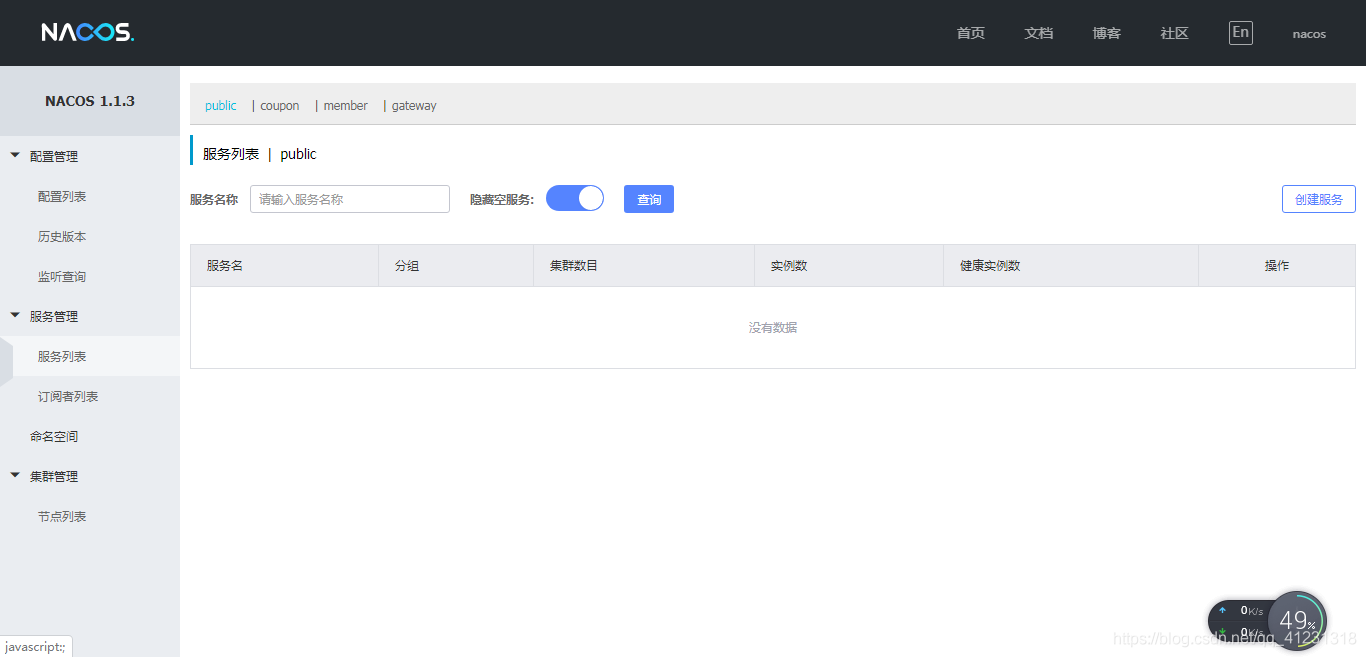 NACOS.
首页 文档 博客 社区 En nacos
NACOS 1.1.3
配置管理
配置列表
历史版本
监听查询
服务管理
服务列表
订阅者列表
命名空间
集群管理
节点列表
public | coupon | member | gateway
服务列表 | public
服务名称 请输入服务名称 隐藏空服务: 查询 创建服务
服务名 分组 集群数目 实例数 健康实例数 操作
没有数据
0K/s
0K/s
49%
https://blog.csdn.net/qq_41231318
javascript:;